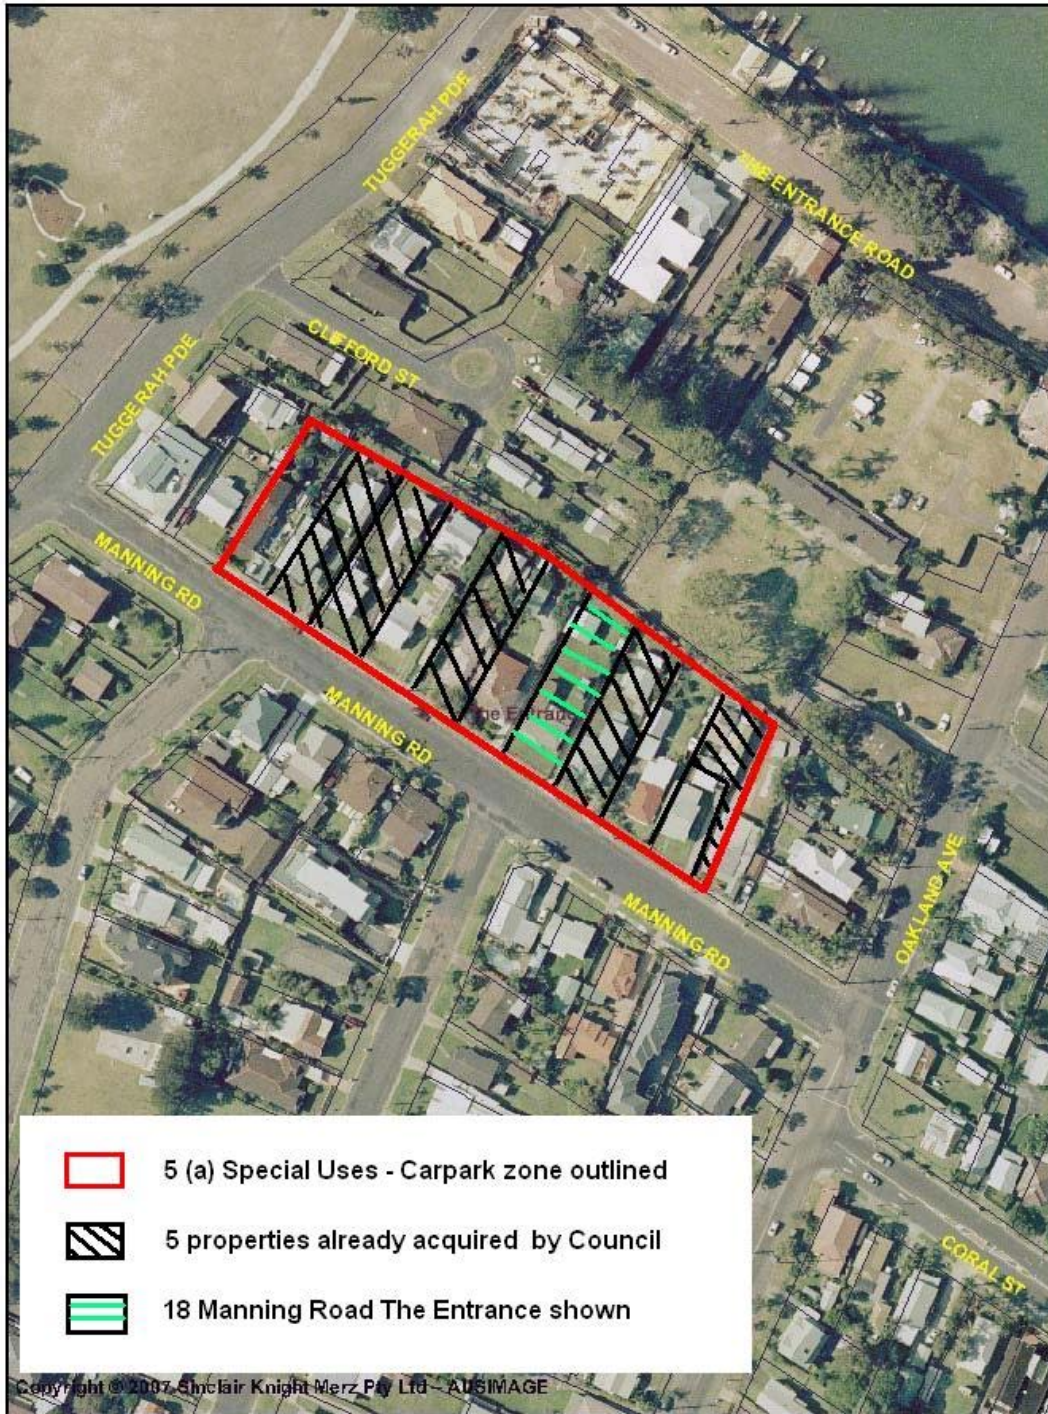 TUGGERAH PDE
THE ENTRANCE ROAD
CLIFFORD ST
TUGGERAH PDE
MANNING RD
MANNING RD
The Entrance
MANNING RD
OAKLAND AVE
CORAL ST
5 (a) Special Uses - Carpark zone outlined
5 properties already acquired by Council
18 Manning Road The Entrance shown
Copyright © 2007 Sinclair Knight Merz Pty Ltd - AUSIMAGE